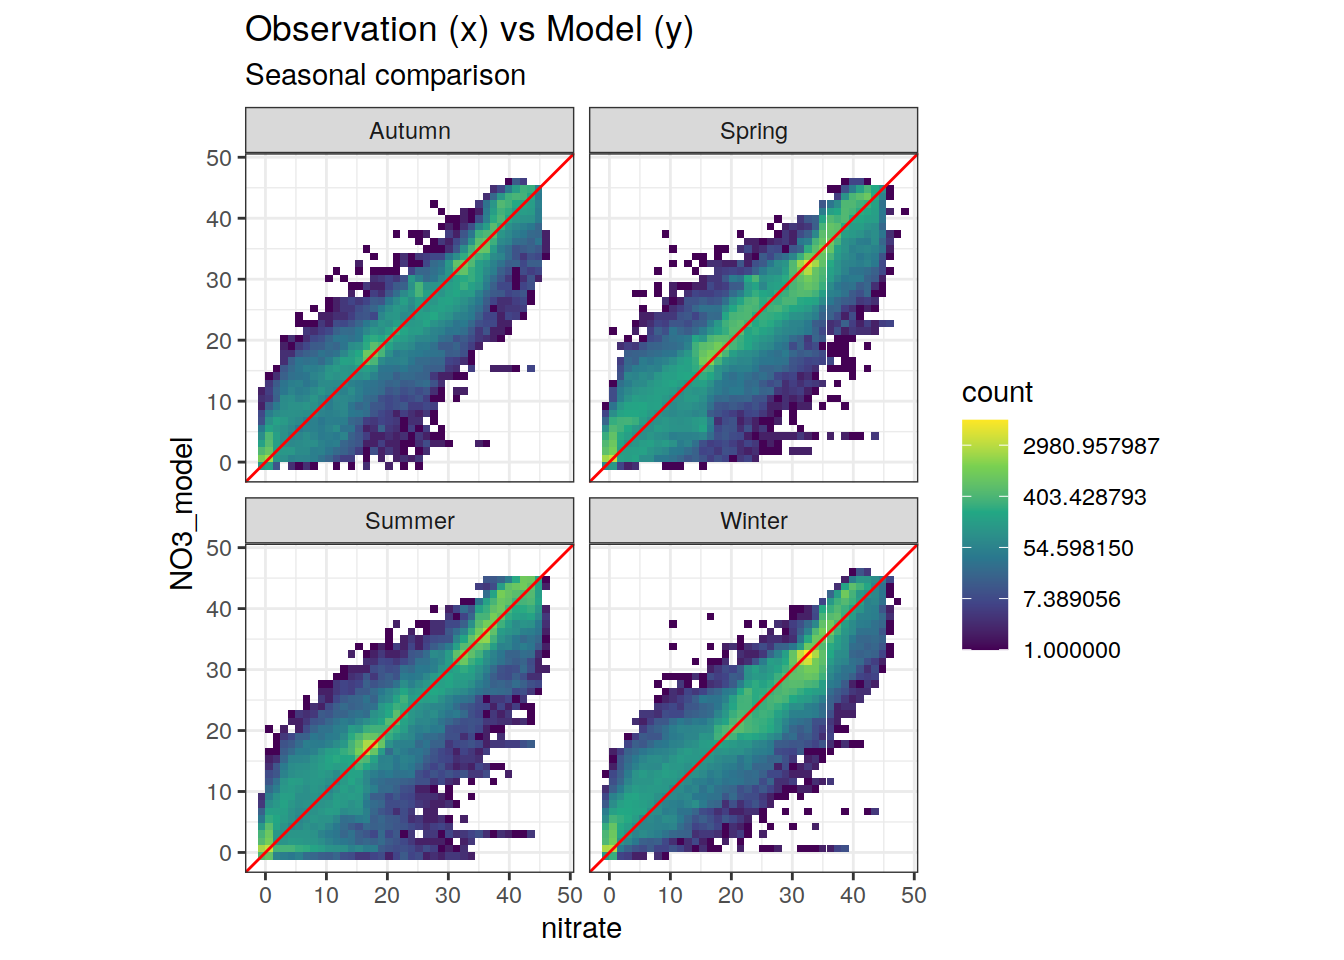 Observation (x) vs Model (y)
Seasonal comparison
Autumn
Spring
50
40
30
20
10
0
Summer
Winter
50
40
30
20
10
0
0 10 20 30 40 50
0 10 20 30 40 50
nitrate
NO3_model
count
2980.957987
403.428793
54.598150
7.389056
1.000000